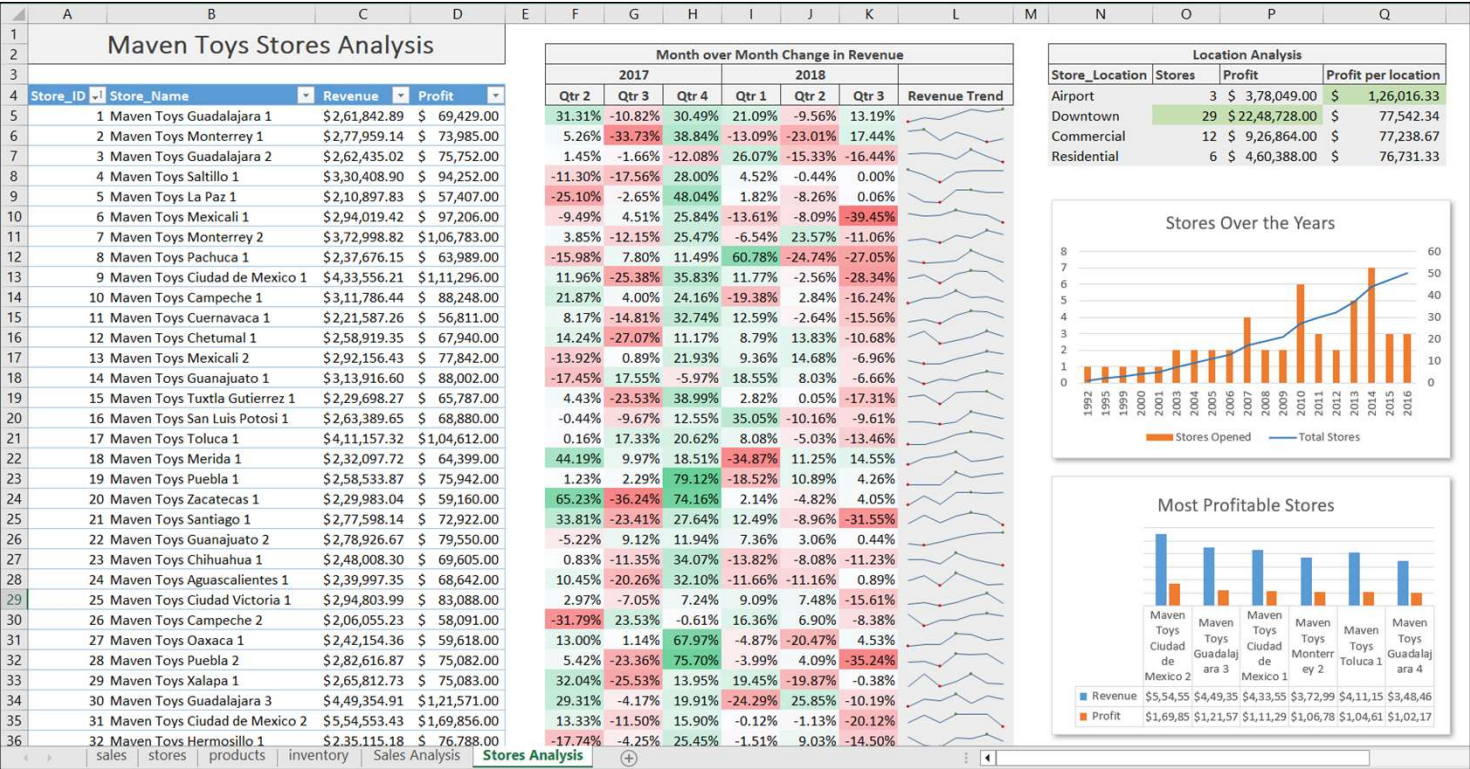 A B C D E F G H I J K L M N O P Q
1 Maven Toys Stores Analysis
2 Month over Month Change in Revenue Location Analysis
3 2017 2018 Store_Location Stores Profit Profit per location
4 Store_ID Store_Name Revenue Profit Qtr 2 Qtr 3 Qtr 4 Qtr 1 Qtr 2 Qtr 3 Revenue Trend Airport 3 $ 3,78,049.00 $ 1,26,016.33
5 1 Maven Toys Guadalajara 1 $2,61,842.89 $ 69,429.00 31.31% -10.82% 30.49% 21.09% -9.56% 13.19% Downtown 29 $22,48,728.00 $ 77,542.34
6 2 Maven Toys Monterrey 1 $2,77,959.14 $ 73,985.00 5.26% -33.73% 38.84% -13.09% -23.01% 17.44% Commercial 12 $ 9,26,864.00 $ 77,238.67
7 3 Maven Toys Guadalajara 2 $2,62,435.02 $ 75,752.00 1.45% -1.66% -12.08% 26.07% -15.33% -16.44% Residential 6 $ 4,60,388.00 $ 76,731.33
8 4 Maven Toys Saltillo 1 $3,30,408.90 $ 94,252.00 -11.30% -17.56% 28.00% 4.52% -0.44% 0.00%
9 5 Maven Toys La Paz 1 $2,10,897.83 $ 57,407.00 -25.10% -2.65% 48.04% 1.82% -8.26% 0.06%
10 6 Maven Toys Mexicali 1 $2,94,019.42 $ 97,206.00 -9.49% 4.51% 25.84% -13.61% -8.09% -39.45%
11 7 Maven Toys Monterrey 2 $3,72,998.82 $1,06,783.00 3.85% -12.15% 25.47% -6.54% 23.57% -11.06%
12 8 Maven Toys Pachuca 1 $2,37,676.15 $ 63,989.00 -15.98% 7.80% 11.49% 60.78% -24.74% -27.05%
13 9 Maven Toys Ciudad de Mexico 1 $4,33,556.21 $1,11,296.00 11.96% -25.38% 35.83% 11.77% -2.56% -28.34%
14 10 Maven Toys Campeche 1 $3,11,786.44 $ 88,248.00 21.87% 4.00% 24.16% -19.38% 2.84% -16.24%
15 11 Maven Toys Cuernavaca 1 $2,21,587.26 $ 56,811.00 8.17% -14.81% 32.74% 12.59% -2.64% -15.56%
16 12 Maven Toys Chetumal 1 $2,58,919.35 $ 67,940.00 14.24% -27.07% 11.17% 8.79% 13.83% -10.68%
17 13 Maven Toys Mexicali 2 $2,92,156.43 $ 77,842.00 -13.92% 0.89% 21.93% 9.36% 14.68% -6.96%
18 14 Maven Toys Guanajuato 1 $3,13,916.60 $ 88,002.00 -17.45% 17.55% -5.97% 18.55% 8.03% -6.66%
19 15 Maven Toys Tuxtla Gutierrez 1 $2,29,698.27 $ 65,787.00 4.43% -23.53% 38.99% 2.82% 0.05% -17.31%
20 16 Maven Toys San Luis Potosi 1 $2,63,389.65 $ 68,880.00 -0.44% -9.67% 12.55% 35.05% -10.16% -9.61%
21 17 Maven Toys Toluca 1 $4,11,157.32 $1,04,612.00 0.16% 17.33% 20.62% 8.08% -5.03% -13.46%
22 18 Maven Toys Merida 1 $2,32,097.72 $ 64,399.00 44.19% 9.97% 18.51% -34.87% 11.25% 14.55%
23 19 Maven Toys Puebla 1 $2,58,533.87 $ 75,942.00 1.23% 2.29% 79.12% -18.52% 10.89% 4.26%
24 20 Maven Toys Zacatecas 1 $2,29,983.04 $ 59,160.00 65.23% -36.24% 74.16% 2.14% -4.82% 4.05%
25 21 Maven Toys Santiago 1 $2,77,598.14 $ 72,922.00 33.81% -23.41% 27.64% 12.49% -8.96% -31.55%
26 22 Maven Toys Guanajuato 2 $2,78,926.67 $ 79,550.00 -5.22% 9.12% 11.94% 7.36% 3.06% 0.44%
27 23 Maven Toys Chihuahua 1 $2,48,008.30 $ 69,605.00 0.83% -11.35% 34.07% -13.82% -8.08% -11.23%
28 24 Maven Toys Aguascalientes 1 $2,39,997.35 $ 68,642.00 10.45% -20.26% 32.10% -11.66% -11.16% 0.89%
29 25 Maven Toys Ciudad Victoria 1 $2,94,803.99 $ 83,088.00 2.97% -7.05% 7.24% 9.09% 7.48% -15.61%
30 26 Maven Toys Campeche 2 $2,06,055.23 $ 58,091.00 -31.79% 23.53% -0.61% 16.36% 6.90% -8.38%
31 27 Maven Toys Oaxaca 1 $2,42,154.36 $ 59,618.00 13.00% 1.14% 67.97% -4.87% -20.47% 4.53%
32 28 Maven Toys Puebla 2 $2,82,616.87 $ 75,082.00 5.42% -23.36% 75.70% -3.99% 4.09% -35.24%
33 29 Maven Toys Xalapa 1 $2,65,812.73 $ 75,083.00 32.04% -25.53% 13.95% 19.45% -19.87% -0.38%
34 30 Maven Toys Guadalajara 3 $4,49,354.91 $1,21,571.00 29.31% -4.17% 19.91% -24.29% 25.85% -10.19%
35 31 Maven Toys Ciudad de Mexico 2 $5,54,553.43 $1,69,856.00 13.33% -11.50% 15.90% -0.12% -1.13% -20.12%
36 32 Maven Toys Hermosillo 1 $2,35,115.18 $ 76,788.00 -17.74% -4.25% 25.45% -1.51% 9.03% -14.50%
Stores Over the Years
8 60
7 50
6 40
5
4 30
3 20
2
1 10
0 0
1992 1995 1999 2000 2001 2003 2004 2005 2006 2007 2008 2009 2010 2011 2012 2013 2014 2015 2016
Stores Opened Total Stores
Most Profitable Stores
Maven Toys Ciudad de Mexico 2
Maven Toys Guadalaj ara 3
Maven Toys Ciudad de Mexico 1
Maven Toys Monterr ey 2
Maven Toys Toluca 1
Maven Toys Guadalaj ara 4
Revenue $5,54,55 $4,49,35 $4,33,55 $3,72,99 $4,11,15 $3,48,46
Profit $1,69,85 $1,21,57 $1,11,29 $1,06,78 $1,04,61 $1,02,17
sales stores products inventory Sales Analysis Stores Analysis